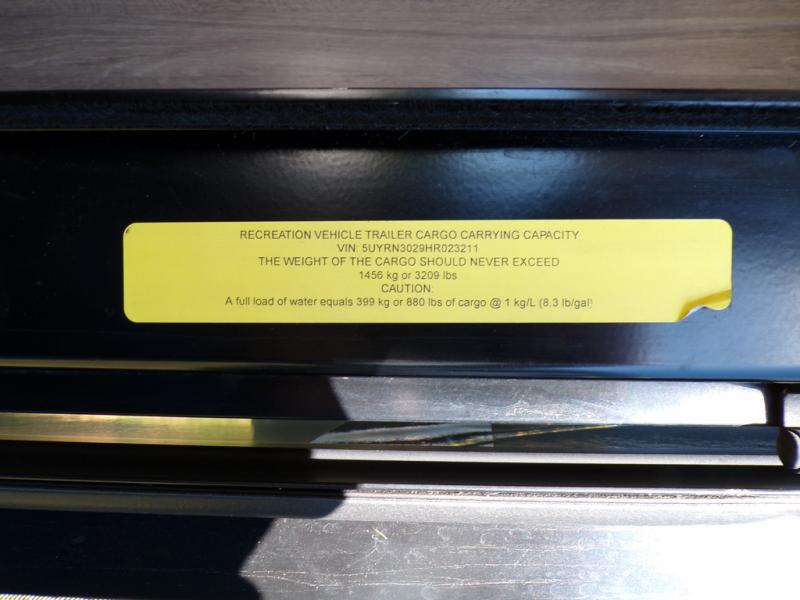 RECREATION VEHICLE TRAILER CARGO CARRYING CAPACITY
VIN: 5UYRN3029HR023211
THE WEIGHT OF THE CARGO SHOULD NEVER EXCEED
1456 kg or 3209 lbs
CAUTION:
A full load of water equals 399 kg or 880 lbs of cargo @ 1 kg/L (8.3 lb/gal)